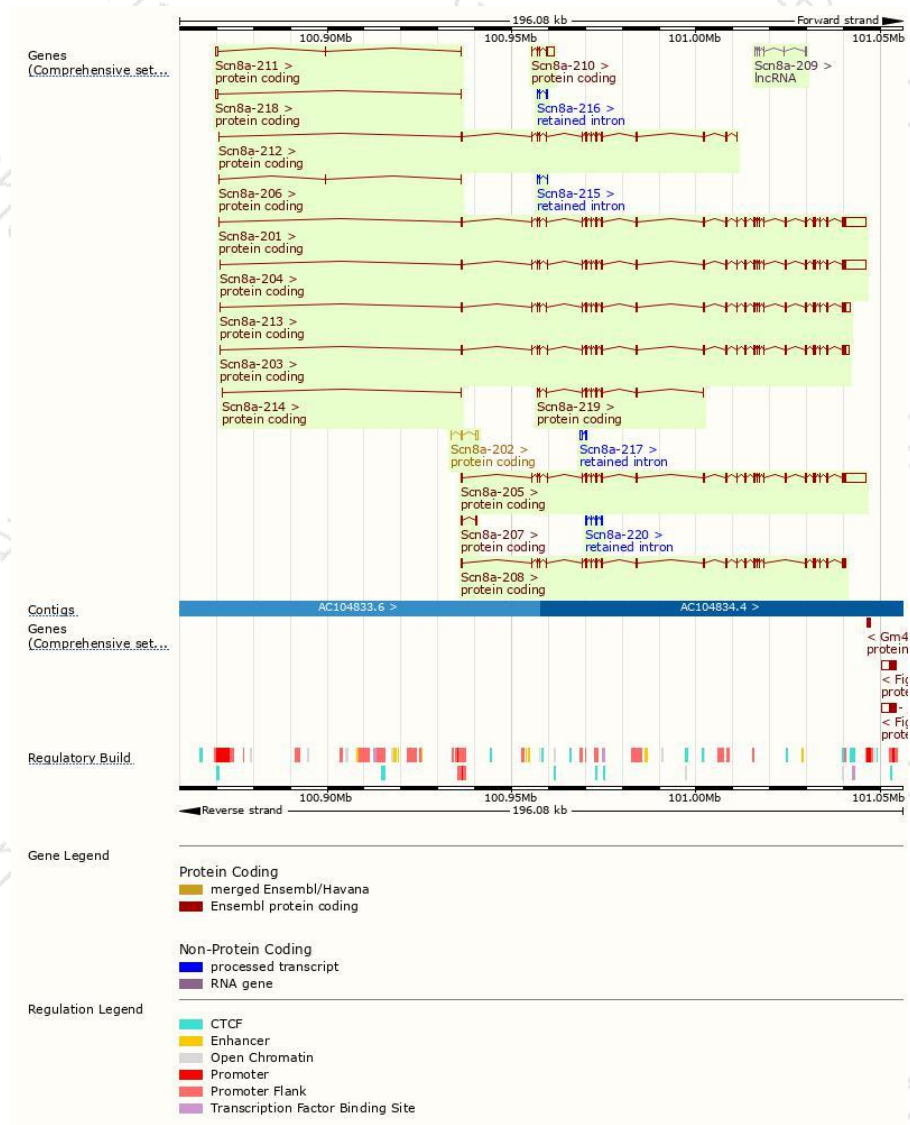 196.08 kb Forward strand
100.90Mb 100.95Mb 101.00Mb 101.05Mb
Genes
(Comprehensive set...
Scn8a-211 > Scn8a-210 > Scn8a-209 >
protein coding protein coding lncRNA
Scn8a-218 > Scn8a-216 >
protein coding retained intron
Scn8a-212 >
protein coding
Scn8a-206 > Scn8a-215 >
protein coding retained intron
Scn8a-201 >
protein coding
Scn8a-204 >
protein coding
Scn8a-213 >
protein coding
Scn8a-203 >
protein coding
Scn8a-214 > Scn8a-219 >
protein coding protein coding
Scn8a-202 > Scn8a-217 >
protein coding retained intron
Scn8a-205 >
protein coding
Scn8a-207 > Scn8a-220 >
protein coding retained intron
Scn8a-208 >
protein coding
Contigs AC104833.6 > AC104834.4 >
Genes
(Comprehensive set...
< Gm4
protein
< Fig
prote
< Fig
prote
Regulatory Build
100.90Mb 100.95Mb 101.00Mb 101.05Mb
Reverse strand 196.08 kb
Gene Legend
Protein Coding
merged Ensembl/Havana
Ensembl protein coding
Non-Protein Coding
processed transcript
RNA gene
Regulation Legend
CTCF
Enhancer
Open Chromatin
Promoter
Promoter Flank
Transcription Factor Binding Site